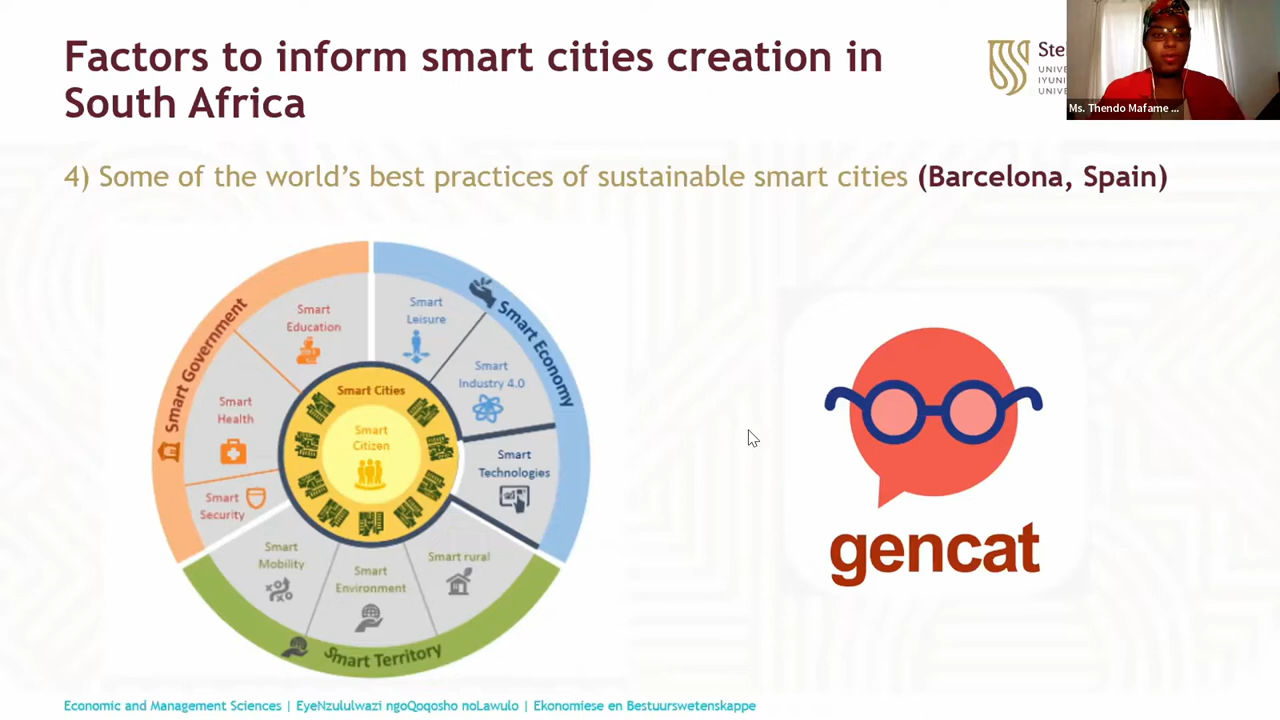 Factors to inform smart cities creation in
South Africa
Ms. Thendo Mafame ...
4) Some of the world's best practices of sustainable smart cities (Barcelona, Spain)
Smart Government
Smart
Education
Smart
Health
Smart
Security
Smart Economy
Smart
Leisure
Smart
Industry 4.0
Smart
Technologies
Smart Cities
Smart
Citizen
Smart
Mobility
Smart
Environment
Smart rural
Smart Territory
gencat
Economic and Management Sciences | EyeNzululwazi ngoQoqosho noLawulo | Ekonomiese en Bestuurswetenskappe